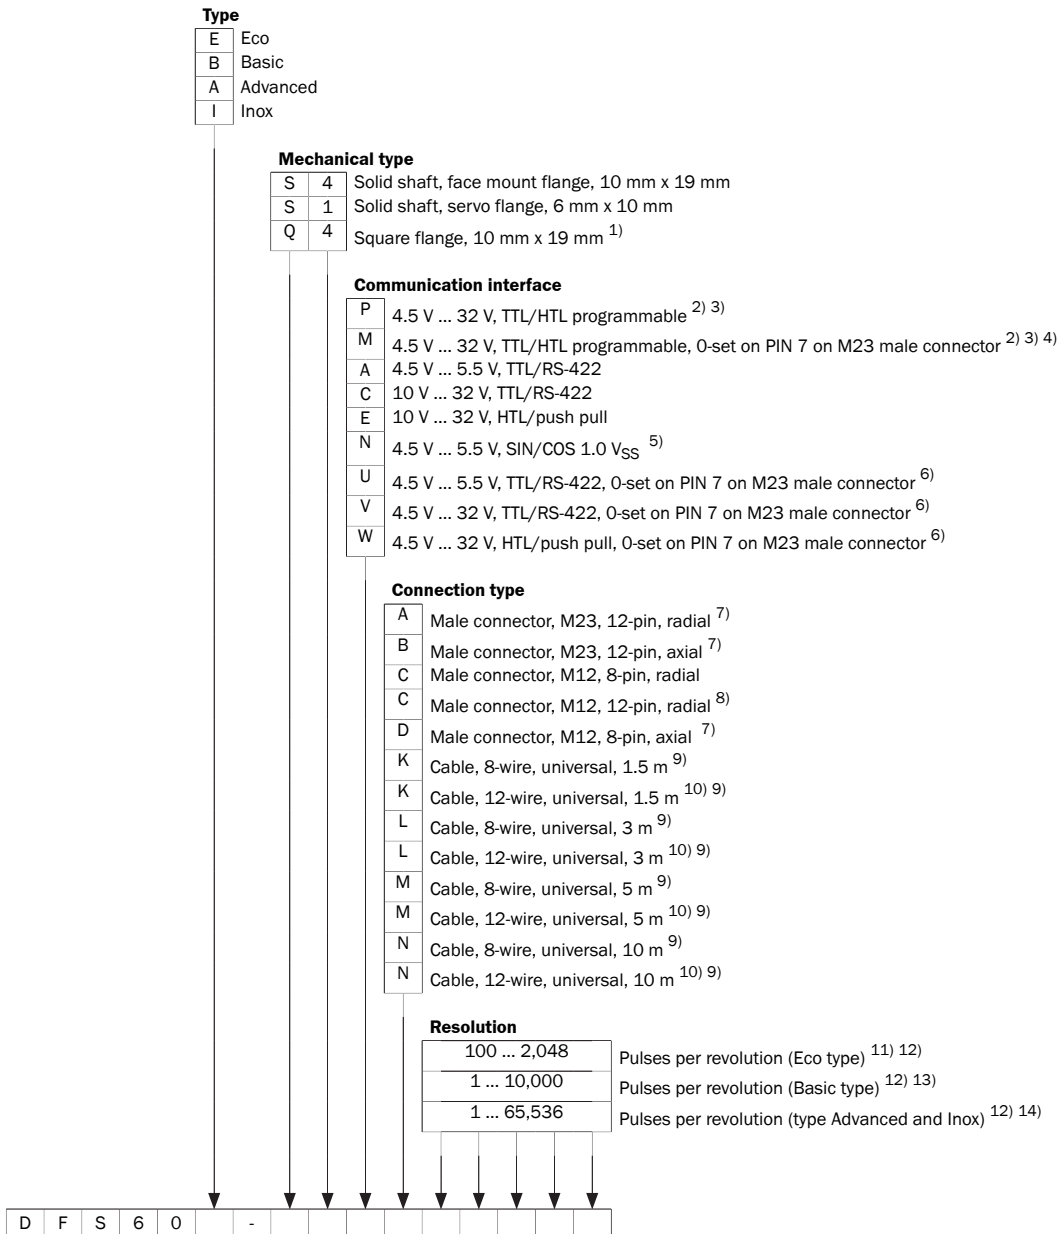 Type
E Eco
B Basic
A Advanced
I Inox
Mechanical type
S 4 Solid shaft, face mount flange, 10 mm x 19 mm
S 1 Solid shaft, servo flange, 6 mm x 10 mm
Q 4 Square flange, 10 mm x 19 mm 1)
Communication interface
P 4.5 V ... 32 V, TTL/HTL programmable 2) 3)
M 4.5 V ... 32 V, TTL/HTL programmable, 0-set on PIN 7 on M23 male connector 2) 3) 4)
A 4.5 V ... 5.5 V, TTL/RS-422
C 10 V ... 32 V, TTL/RS-422
E 10 V ... 32 V, HTL/push pull
N 4.5 V ... 5.5 V, SIN/COS 1.0 VSS 5)
U 4.5 V ... 5.5 V, TTL/RS-422, 0-set on PIN 7 on M23 male connector 6)
V 4.5 V ... 32 V, TTL/RS-422, 0-set on PIN 7 on M23 male connector 6)
W 4.5 V ... 32 V, HTL/push pull, 0-set on PIN 7 on M23 male connector 6)
Connection type
A Male connector, M23, 12-pin, radial 7)
B Male connector, M23, 12-pin, axial 7)
C Male connector, M12, 8-pin, radial
C Male connector, M12, 12-pin, radial 8)
D Male connector, M12, 8-pin, axial 7)
K Cable, 8-wire, universal, 1.5 m 9)
K Cable, 12-wire, universal, 1.5 m 10) 9)
L Cable, 8-wire, universal, 3 m 9)
L Cable, 12-wire, universal, 3 m 10) 9)
M Cable, 8-wire, universal, 5 m 9)
M Cable, 12-wire, universal, 5 m 10) 9)
N Cable, 8-wire, universal, 10 m 9)
N Cable, 12-wire, universal, 10 m 10) 9)
Resolution
100 ... 2,048 Pulses per revolution (Eco type) 11) 12)
1 ... 10,000 Pulses per revolution (Basic type) 12) 13)
1 ... 65,536 Pulses per revolution (type Advanced and Inox) 12) 14)
D F S 6 0 -